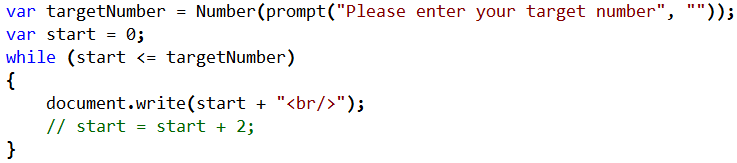 var targetNumber = Number(prompt("Please enter your target number", ""));
var start = 0;
while (start <= targetNumber)
{
    document.write(start + "<br/>");
    // start = start + 2;
}